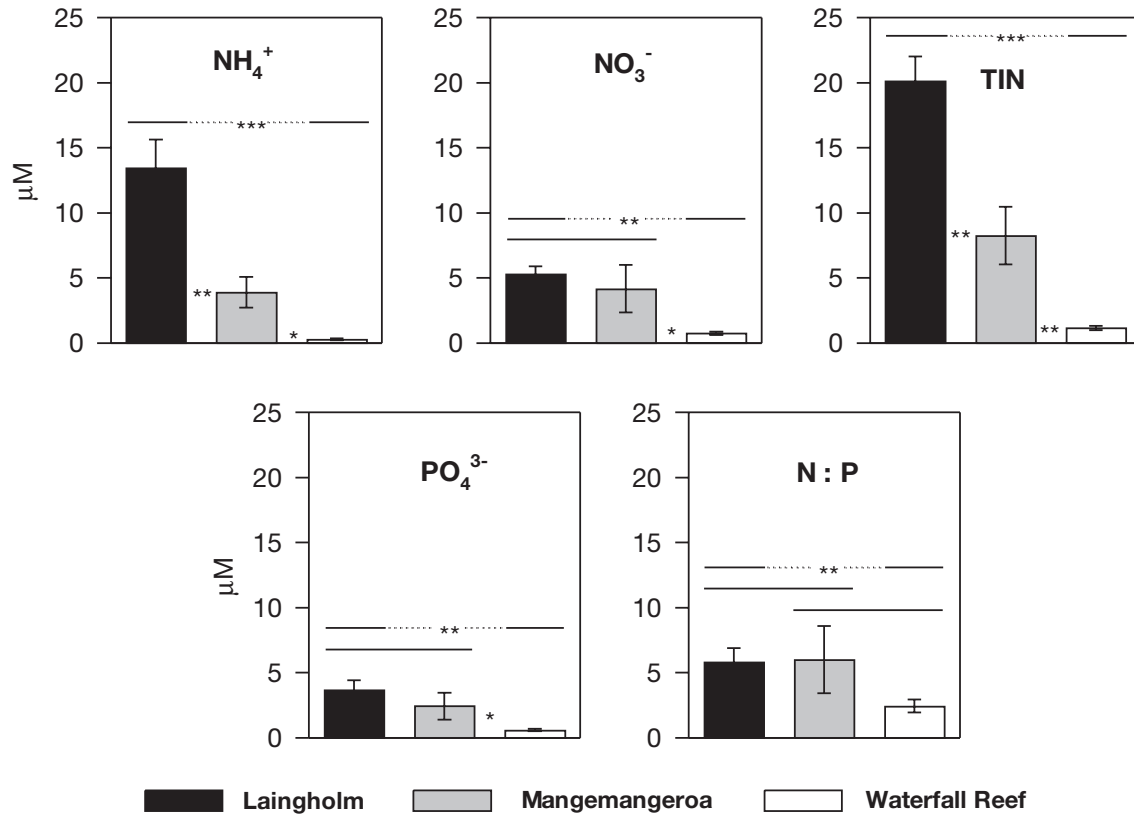 25 25 25
NH₄⁺ NO₃⁻ *** TIN
20 20 20
***
15 15 15
µM
10 10 10
**
5 5 5
** * * ** **
0 0 0
25 25
PO₄³⁻ N : P
20 20
15 15
**
10 10
µM
**
5 5
*
0 0
Laingholm Mangemangeroa Waterfall Reef